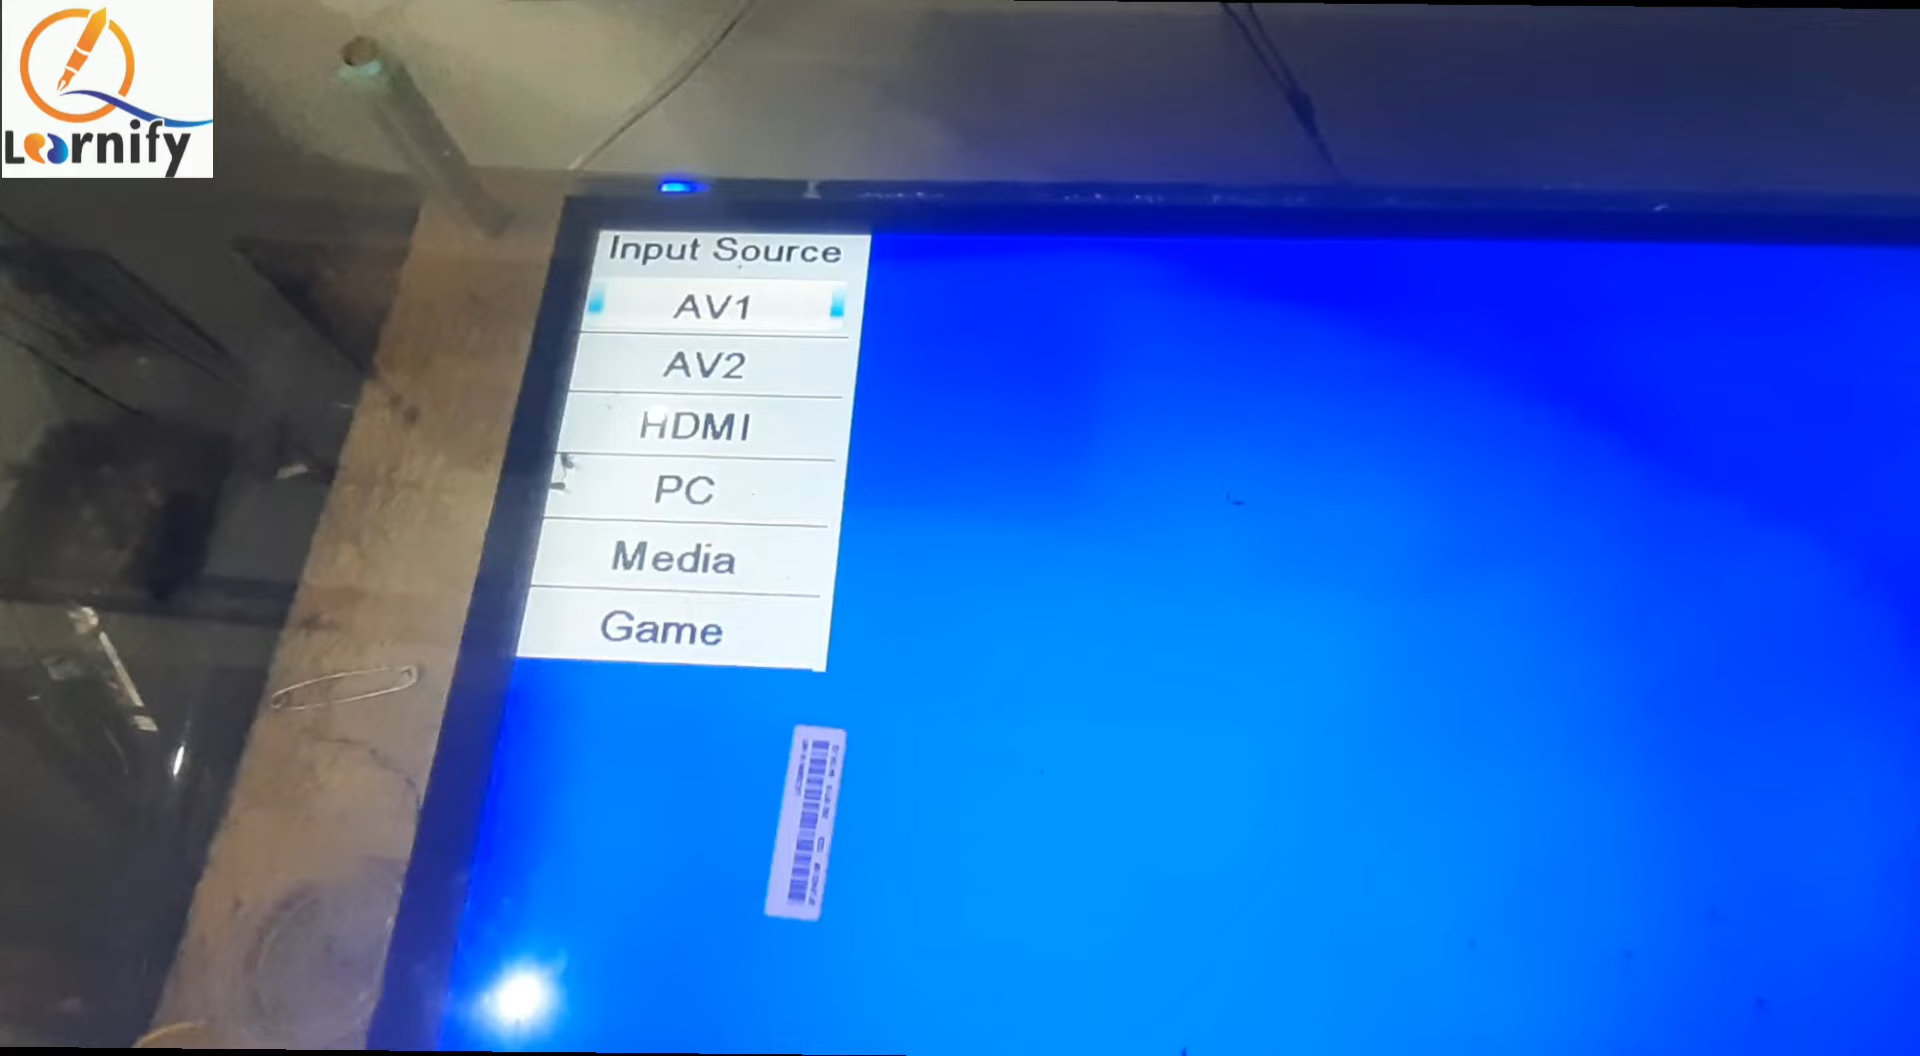 Learnify
Input Source
AV1
AV2
HDMI
PC
Media
Game